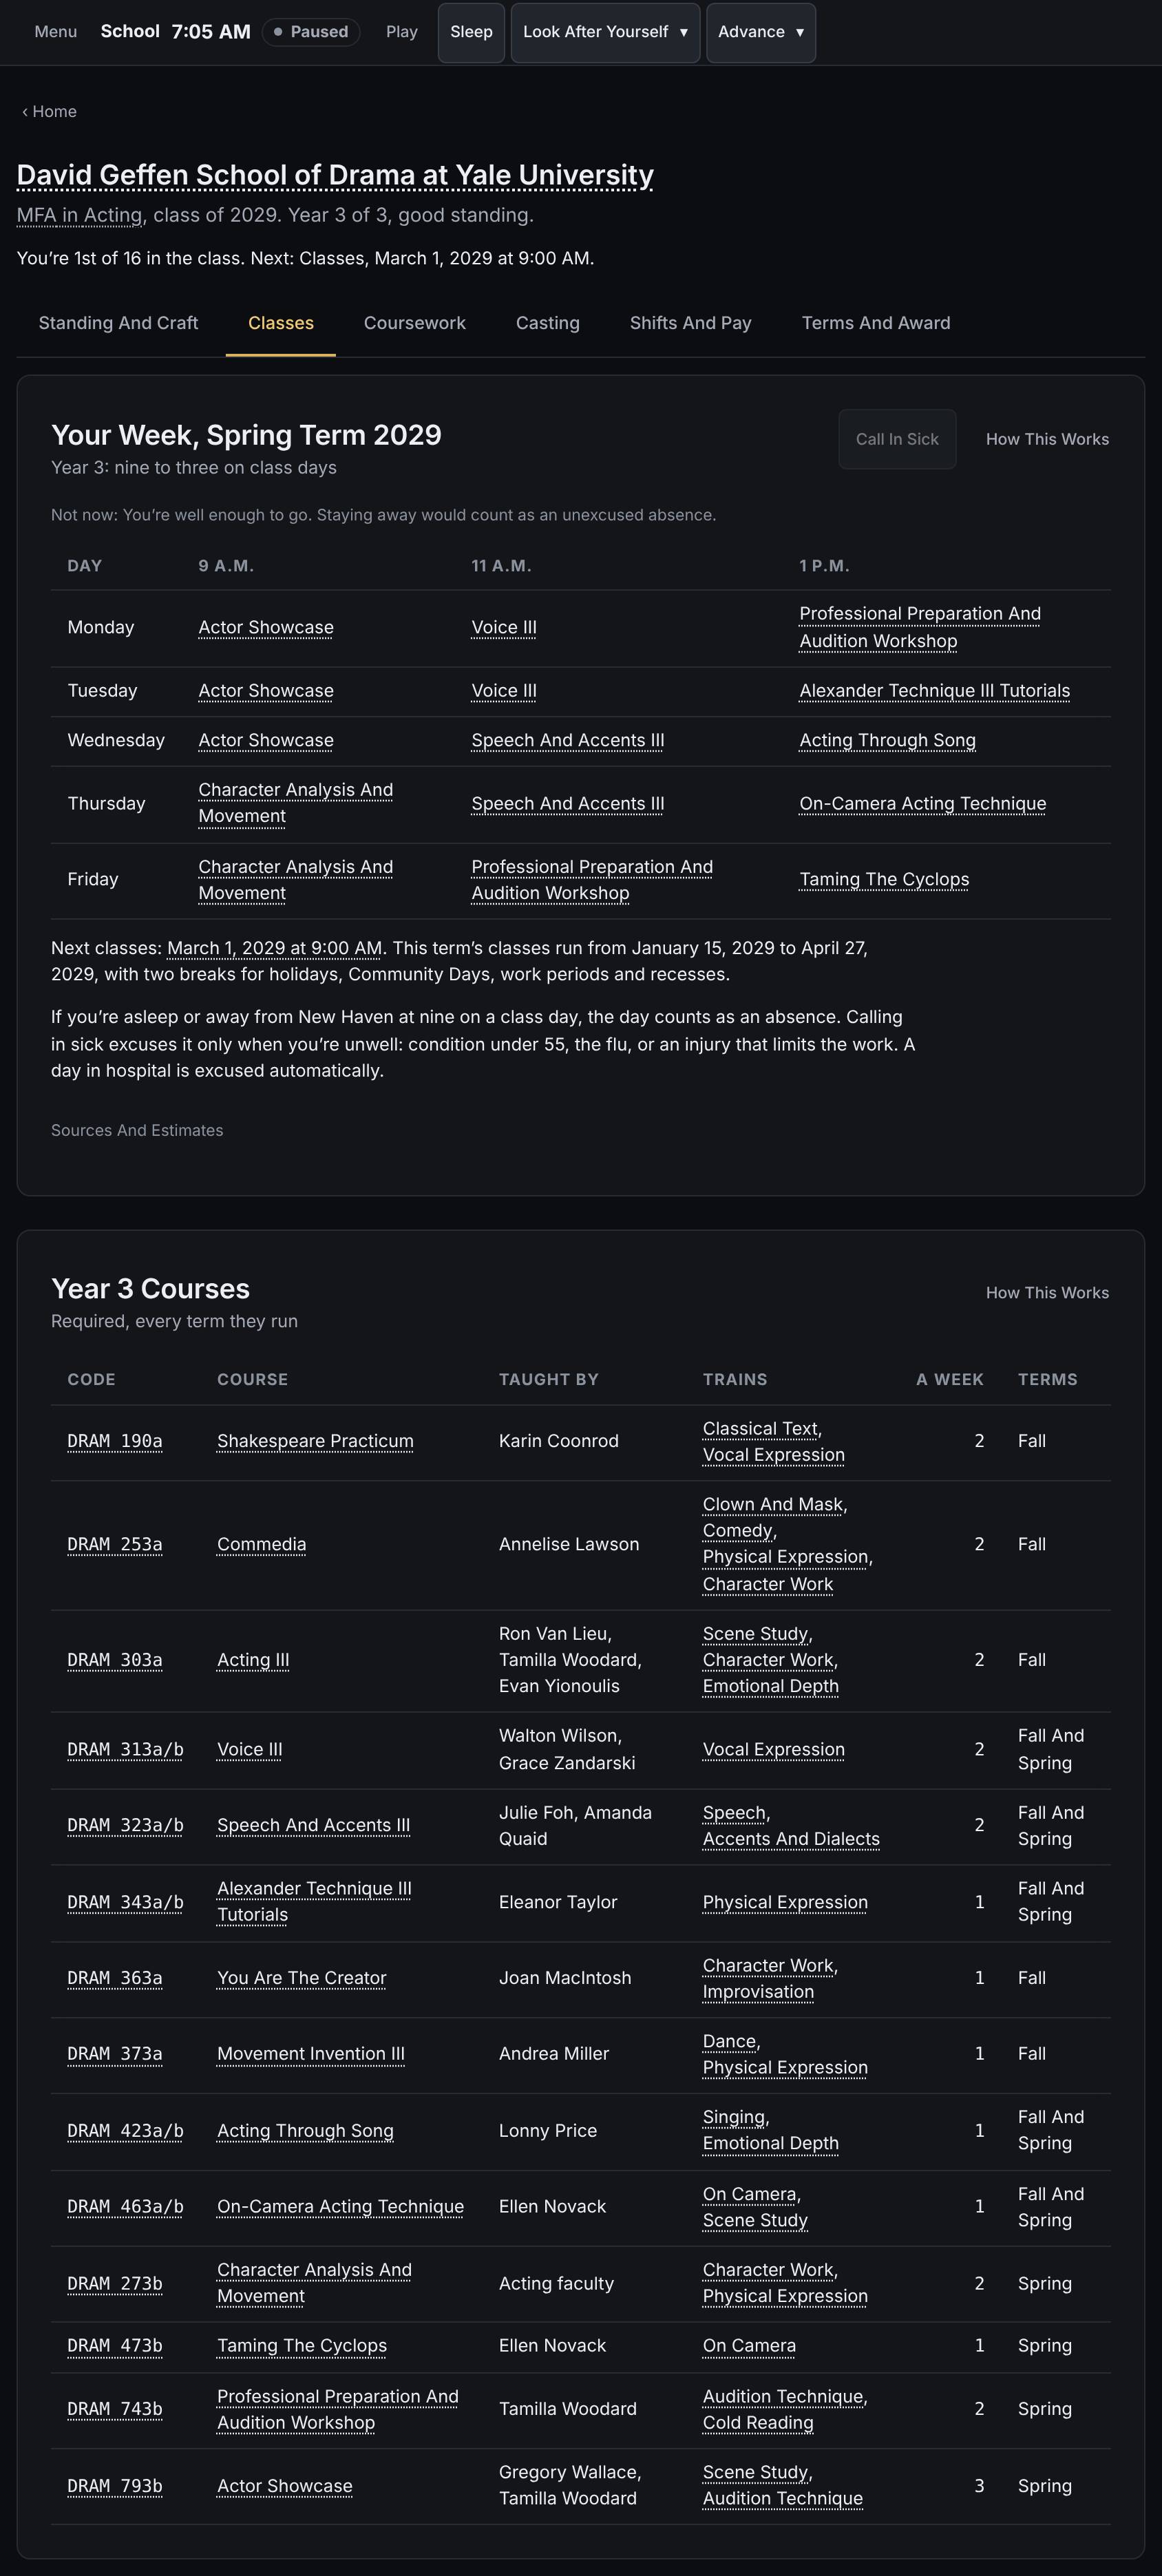 Menu School 7:05 AM Paused Play Sleep Look After Yourself ▾ Advance ▾
‹ Home
David Geffen School of Drama at Yale University
MFA in Acting, class of 2029. Year 3 of 3, good standing.
You’re 1st of 16 in the class. Next: Classes, March 1, 2029 at 9:00 AM.
Standing And Craft Classes Coursework Casting Shifts And Pay Terms And Award
Your Week, Spring Term 2029
Call In Sick How This Works
Year 3: nine to three on class days
Not now: You’re well enough to go. Staying away would count as an unexcused absence.
DAY 9 A.M. 11 A.M. 1 P.M.
Monday Actor Showcase Voice III Professional Preparation And
Audition Workshop
Tuesday Actor Showcase Voice III Alexander Technique III Tutorials
Wednesday Actor Showcase Speech And Accents III Acting Through Song
Thursday Character Analysis And
Movement Speech And Accents III On-Camera Acting Technique
Friday Character Analysis And
Movement Professional Preparation And
Audition Workshop Taming The Cyclops
Next classes: March 1, 2029 at 9:00 AM. This term’s classes run from January 15, 2029 to April 27,
2029, with two breaks for holidays, Community Days, work periods and recesses.
If you’re asleep or away from New Haven at nine on a class day, the day counts as an absence. Calling
in sick excuses it only when you’re unwell: condition under 55, the flu, or an injury that limits the work. A
day in hospital is excused automatically.
Sources And Estimates
Year 3 Courses
How This Works
Required, every term they run
CODE COURSE TAUGHT BY TRAINS A WEEK TERMS
DRAM 190a Shakespeare Practicum Karin Coonrod Classical Text,
Vocal Expression 2 Fall
DRAM 253a Commedia Annelise Lawson Clown And Mask,
Comedy,
Physical Expression,
Character Work 2 Fall
DRAM 303a Acting III Ron Van Lieu,
Tamilla Woodard,
Evan Yionoulis Scene Study,
Character Work,
Emotional Depth 2 Fall
DRAM 313a/b Voice III Walton Wilson,
Grace Zandarski Vocal Expression 2 Fall And
Spring
DRAM 323a/b Speech And Accents III Julie Foh, Amanda
Quaid Speech,
Accents And Dialects 2 Fall And
Spring
DRAM 343a/b Alexander Technique III
Tutorials Eleanor Taylor Physical Expression 1 Fall And
Spring
DRAM 363a You Are The Creator Joan MacIntosh Character Work,
Improvisation 1 Fall
DRAM 373a Movement Invention III Andrea Miller Dance,
Physical Expression 1 Fall
DRAM 423a/b Acting Through Song Lonny Price Singing,
Emotional Depth 1 Fall And
Spring
DRAM 463a/b On-Camera Acting Technique Ellen Novack On Camera,
Scene Study 1 Fall And
Spring
DRAM 273b Character Analysis And
Movement Acting faculty Character Work,
Physical Expression 2 Spring
DRAM 473b Taming The Cyclops Ellen Novack On Camera 1 Spring
DRAM 743b Professional Preparation And
Audition Workshop Tamilla Woodard Audition Technique,
Cold Reading 2 Spring
DRAM 793b Actor Showcase Gregory Wallace,
Tamilla Woodard Scene Study,
Audition Technique 3 Spring